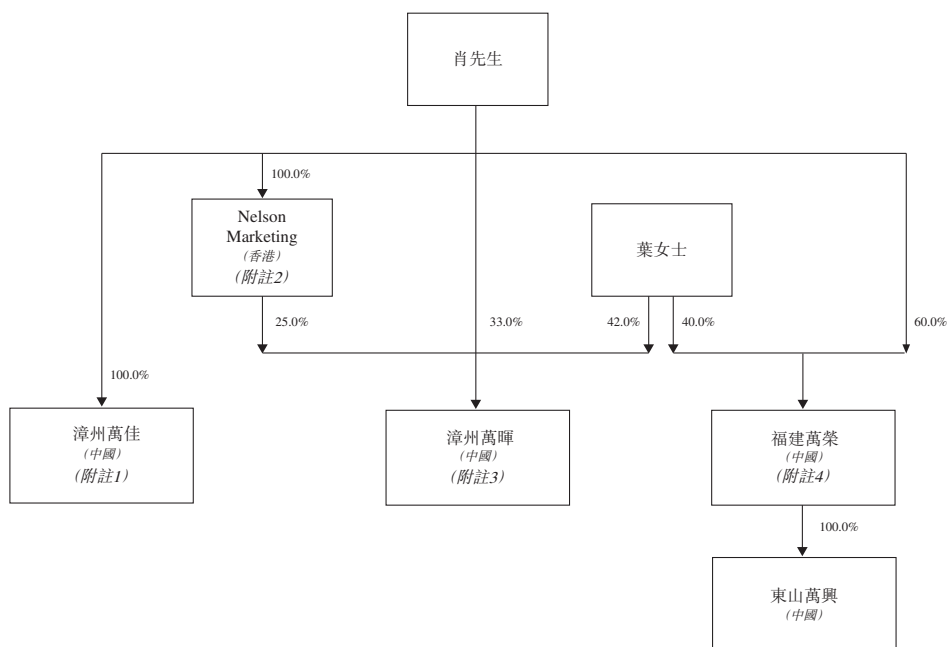 肖先生
100.0%
Nelson
Marketing
(香港)
(附註2)
葉女士
25.0%
33.0%
42.0%
40.0%
60.0%
100.0%
漳州萬佳
(中國)
(附註1)
漳州萬暉
(中國)
(附註3)
福建萬榮
(中國)
(附註4)
100.0%
東山萬興
(中國)